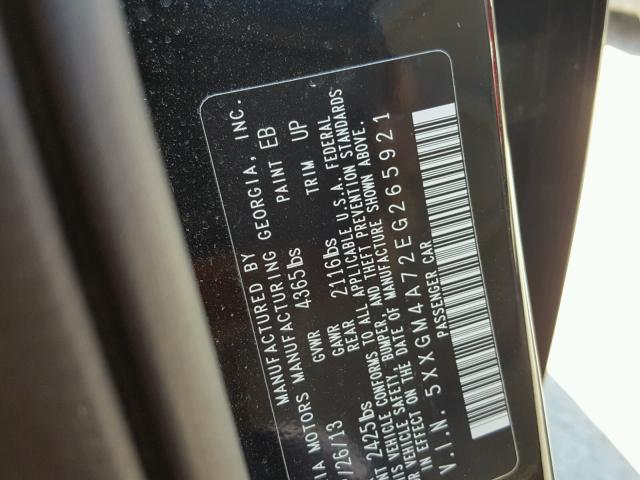 MANUFACTURED BY
IA MOTORS MANUFACTURING GEORGIA, INC.
/26/13 GVWR 4365lbs PAINT EB
GAWR 2116lbs TRIM UP
NT 2425lbs REAR APPLICABLE U.S.A. FEDERAL
VEHICLE CONFORMS TO ALL AND THEFT PREVENTION STANDARDS
R VEHICLE SAFETY, BUMPER, OF MANUFACTURE SHOWN ABOVE.
IN EFFECT ON THE DATE
V.I.N. 5XXGM4A72EG265921
PASSENGER CAR